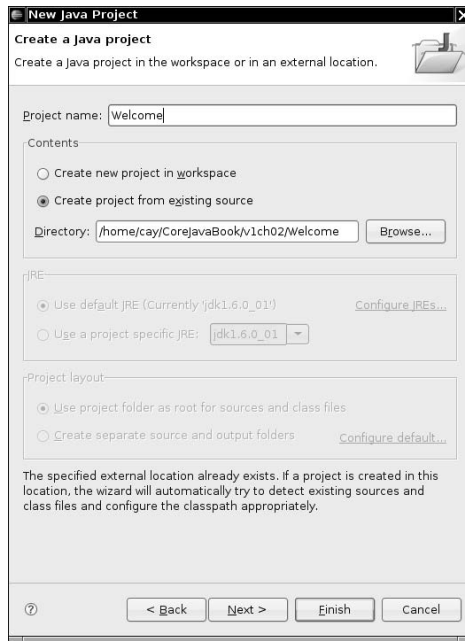 New Java Project
Create a Java project
Create a Java project in the workspace or in an external location.
Project name: Welcome
Contents
Create new project in workspace
Create project from existing source
Directory: /home/cay/CoreJavaBook/v1ch02/Welcome Browse...
JRE
Use default JRE (Currently 'jdk1.6.0_01') Configure JREs...
Use a project specific JRE: jdk1.6.0_01
Project layout
Use project folder as root for sources and class files
Create separate source and output folders Configure default...
The specified external location already exists. If a project is created in this
location, the wizard will automatically try to detect existing sources and
class files and configure the classpath appropriately.
? < Back Next > Finish Cancel